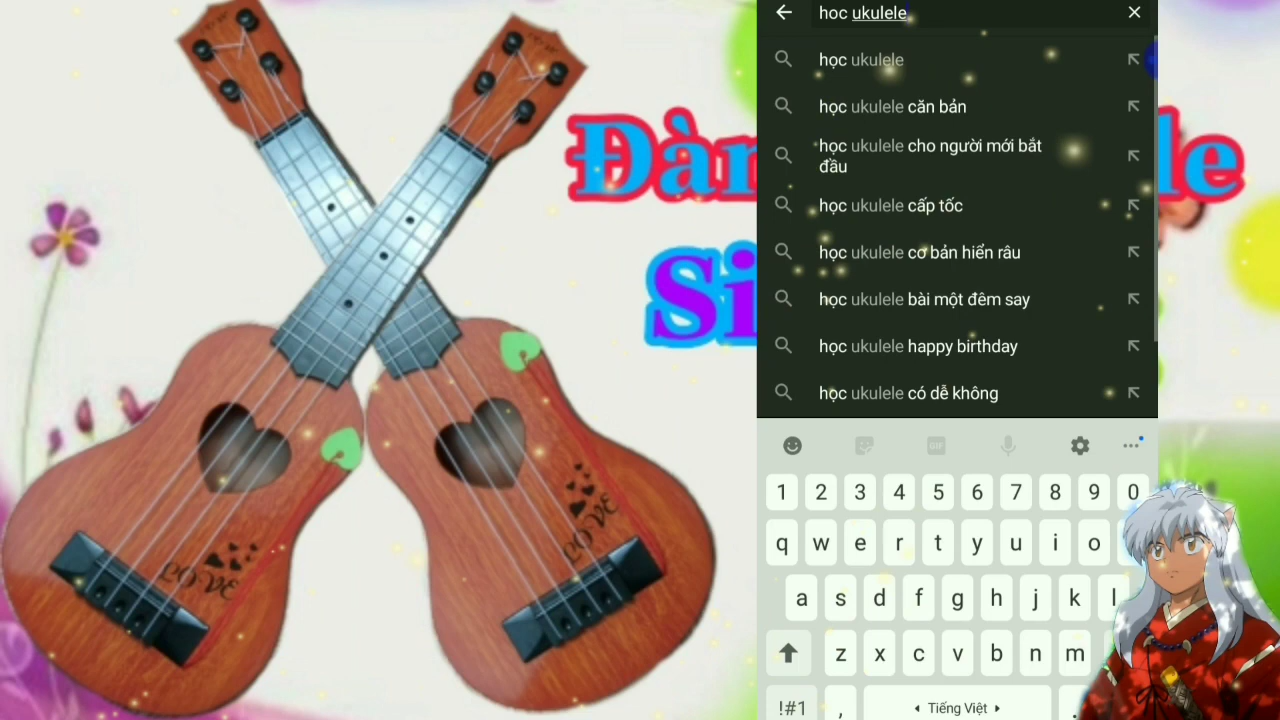 hoc ukulele
học ukulele
học ukulele căn bản
học ukulele cho người mới bắt
đầu
học ukulele cấp tốc
học ukulele cơ bản hiển râu
học ukulele bài một đêm say
học ukulele happy birthday
học ukulele có dễ không
LOVE
LOVE
GIF
1 2 3 4 5 6 7 8 9 0
q w e r t y u i o
a s d f g h j k l
z x c v b n m
!#1 , Tiếng Việt .